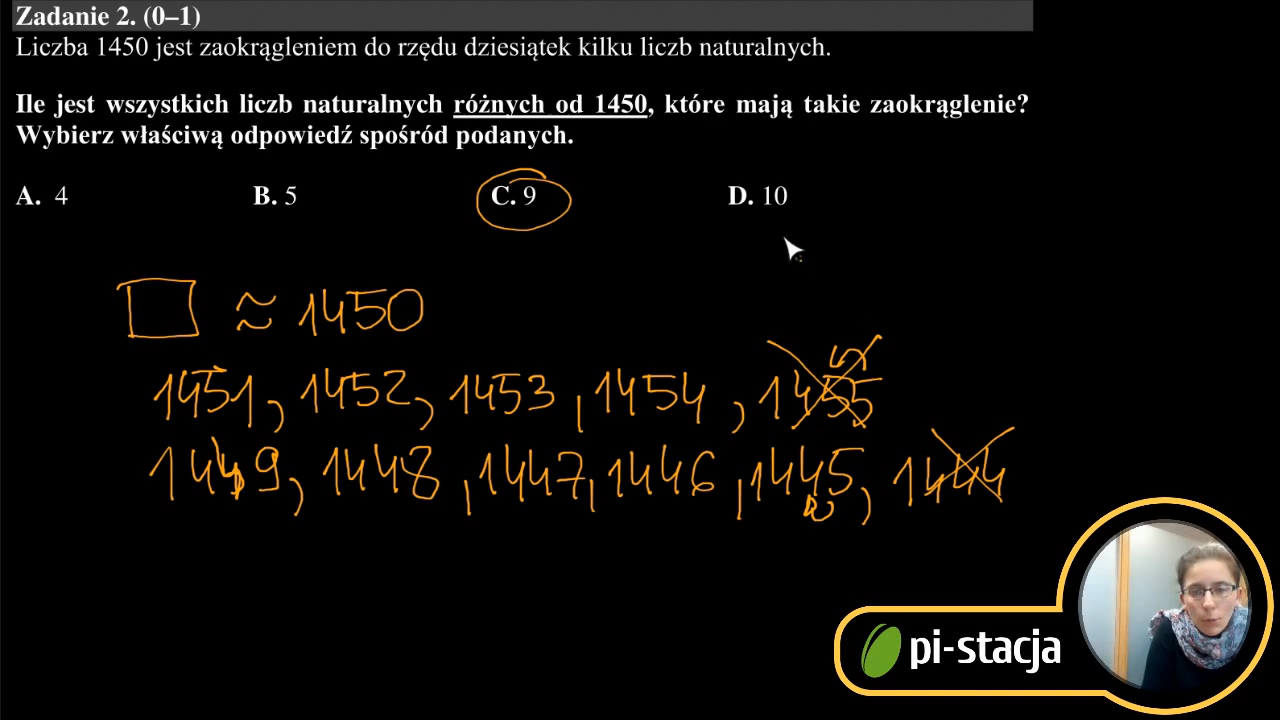 Zadanie 2. (0–1)
Liczba 1450 jest zaokrągleniem do rzędu dziesiątek kilku liczb naturalnych.
Ile jest wszystkich liczb naturalnych różnych od 1450, które mają takie zaokrąglenie?
Wybierz właściwą odpowiedź spośród podanych.
A. 4 B. 5 C. 9 D. 10
≈ 1450
1451, 1452, 1453, 1454, 1455
1449, 1448, 1447, 1446, 1445, 1444
pi-stacja